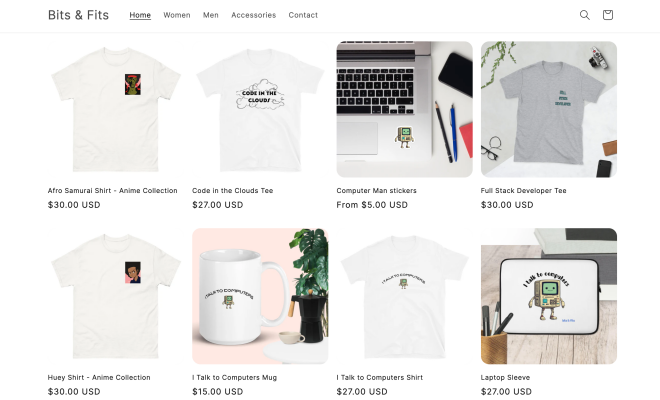 Bits & Fits
Home Women Men Accessories Contact
CODE IN THE
CLOUDS
FULL
STACK
DEVELOPER
Afro Samurai Shirt - Anime Collection
$30.00 USD
Code in the Clouds Tee
$27.00 USD
Computer Man stickers
From $5.00 USD
Full Stack Developer Tee
$30.00 USD
I TALK TO COMPUTERS
I TALK TO COMPUTERS
I talk to computers
Huey Shirt - Anime Collection
$30.00 USD
I Talk to Computers Mug
$15.00 USD
I Talk to Computers Shirt
$27.00 USD
Laptop Sleeve
$27.00 USD